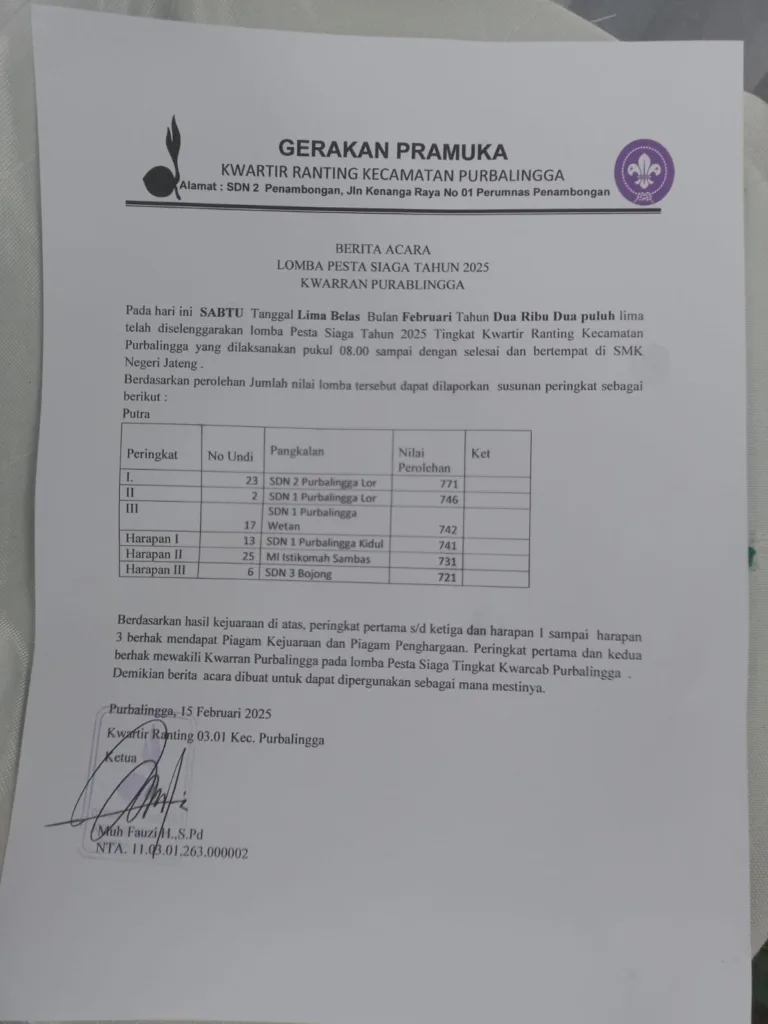 GERAKAN PRAMUKA
KWARTIR RANTING KECAMATAN PURBALINGGA
Alamat : SDN 2 Penambongan, Jln Kenanga Raya No 01 Perumnas Penambongan
BERITA ACARA
LOMBA PESTA SIAGA TAHUN 2025
KWARRAN PURABLINGGA
Pada hari ini SABTU Tanggal Lima Belas Bulan Februari Tahun Dua Ribu Dua puluh lima
telah diselenggarakan lomba Pesta Siaga Tahun 2025 Tingkat Kwartir Ranting Kecamatan
Purbalingga yang dilaksanakan pukul 08.00 sampai dengan selesai dan bertempat di SMK
Negeri Jateng .
Berdasarkan perolehan Jumlah nilai lomba tersebut dapat dilaporkan susunan peringkat sebagai
berikut :
Putra
Peringkat No Undi Pangkalan Nilai Perolehan Ket
I. 23 SDN 2 Purbalingga Lor 771
II 2 SDN 1 Purbalingga Lor 746
III 17 SDN 1 Purbalingga Wetan 742
Harapan I 13 SDN 1 Purbalingga Kidul 741
Harapan II 25 MI Istikomah Sambas 731
Harapan III 6 SDN 3 Bojong 721
Berdasarkan hasil kejuaraan di atas, peringkat pertama s/d ketiga dan harapan 1 sampai harapan
3 berhak mendapat Piagam Kejuaraan dan Piagam Penghargaan. Peringkat pertama dan kedua
berhak mewakili Kwarran Purbalingga pada lomba Pesta Siaga Tingkat Kwarcab Purbalingga .
Demikian berita acara dibuat untuk dapat dipergunakan sebagai mana mestinya.
Purbalingga, 15 Februari 2025
Kwartir Ranting 03.01 Kec. Purbalingga
Ketua
Muh Fauzi H.,S.Pd
NTA. 11.03.01.263.000002